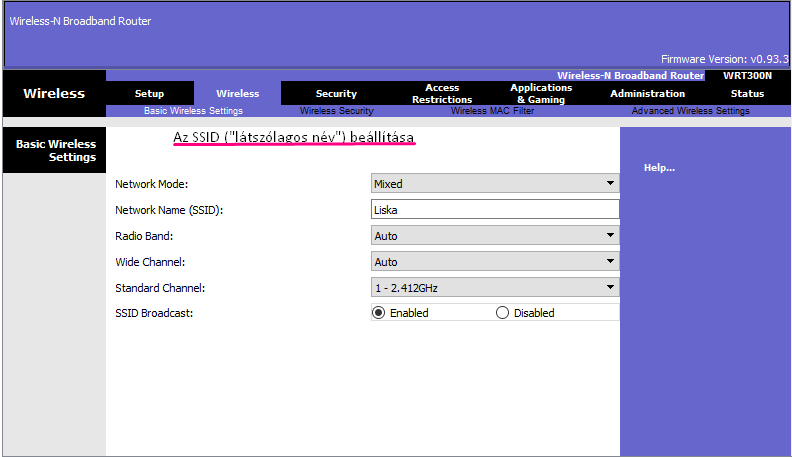 Wireless-N Broadband Router
Firmware Version: v0.93.3
Wireless-N Broadband Router WRT300N
Wireless Setup Wireless Security Access Restrictions Applications & Gaming Administration Status
Basic Wireless Settings Wireless Security Wireless MAC Filter Advanced Wireless Settings
Az SSID ("látszólagos név") beállítása
Basic Wireless
Settings
Help...
Network Mode: Mixed
Network Name (SSID): Liska
Radio Band: Auto
Wide Channel: Auto
Standard Channel: 1 - 2.412GHz
SSID Broadcast: Enabled Disabled